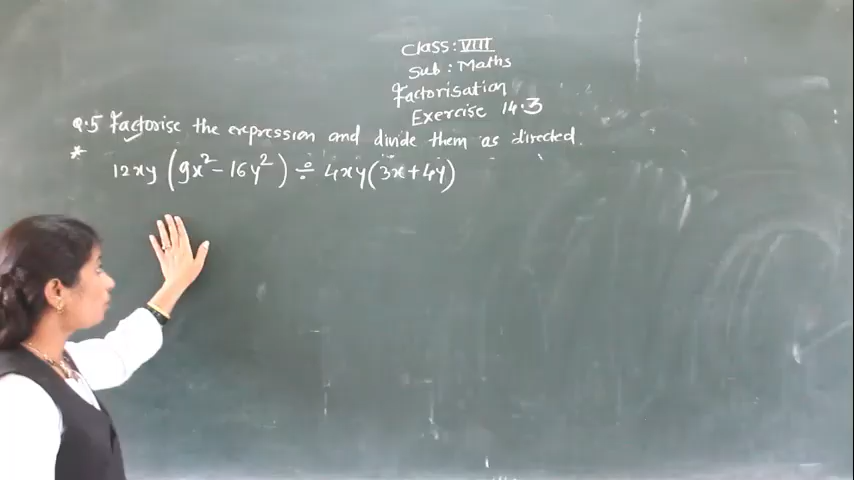 Class: VIII
Sub: Maths
Factorisation
Exercise 14.3
Q.5 Factorise the expression and divide them as directed.
* 12xy (9x² - 16y²) ÷ 4xy(3x+4y)